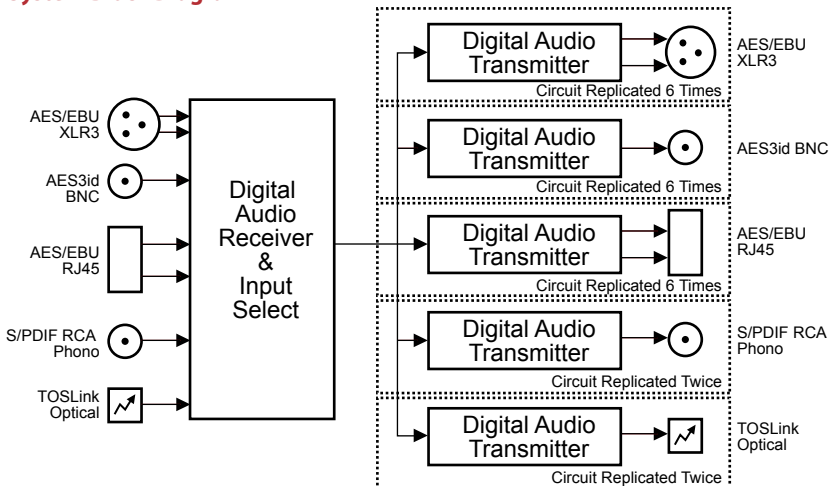 AES/EBU
XLR3
AES3id
BNC
AES/EBU
RJ45
S/PDIF RCA
Phono
TOSLink
Optical
Digital
Audio
Receiver
&
Input
Select
Digital Audio
Transmitter
Circuit Replicated 6 Times
AES/EBU
XLR3
Digital Audio
Transmitter
Circuit Replicated 6 Times
AES3id BNC
Digital Audio
Transmitter
Circuit Replicated 6 Times
AES/EBU
RJ45
Digital Audio
Transmitter
Circuit Replicated Twice
S/PDIF RCA
Phono
Digital Audio
Transmitter
Circuit Replicated Twice
TOSLink
Optical